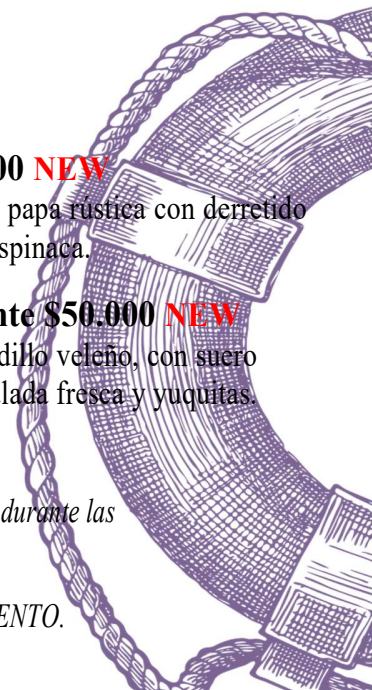 00 NEW
papa rústica con derretido
spinaca.
nte $50.000 NEW
dillo veleño, con suero
alada fresca y yuquitas.
durante las
ENTO.